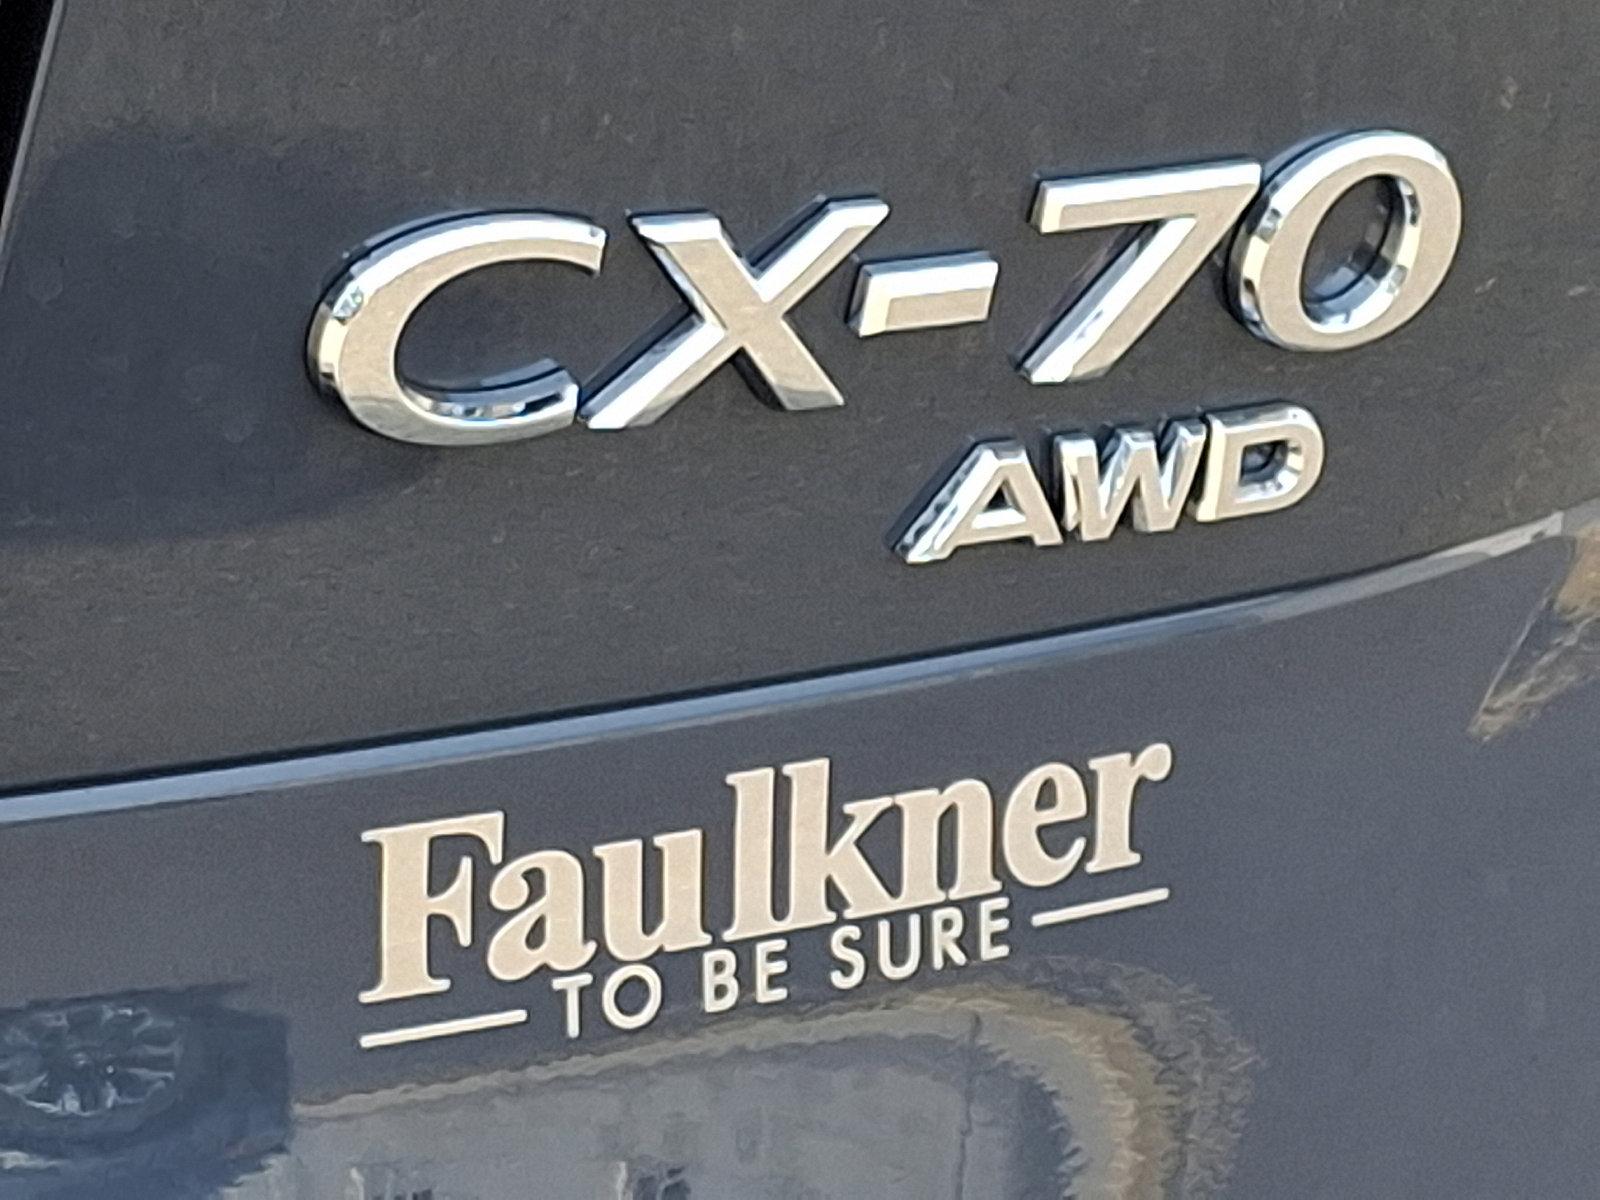 CX-70
AWD
Faulkner
TO BE SURE